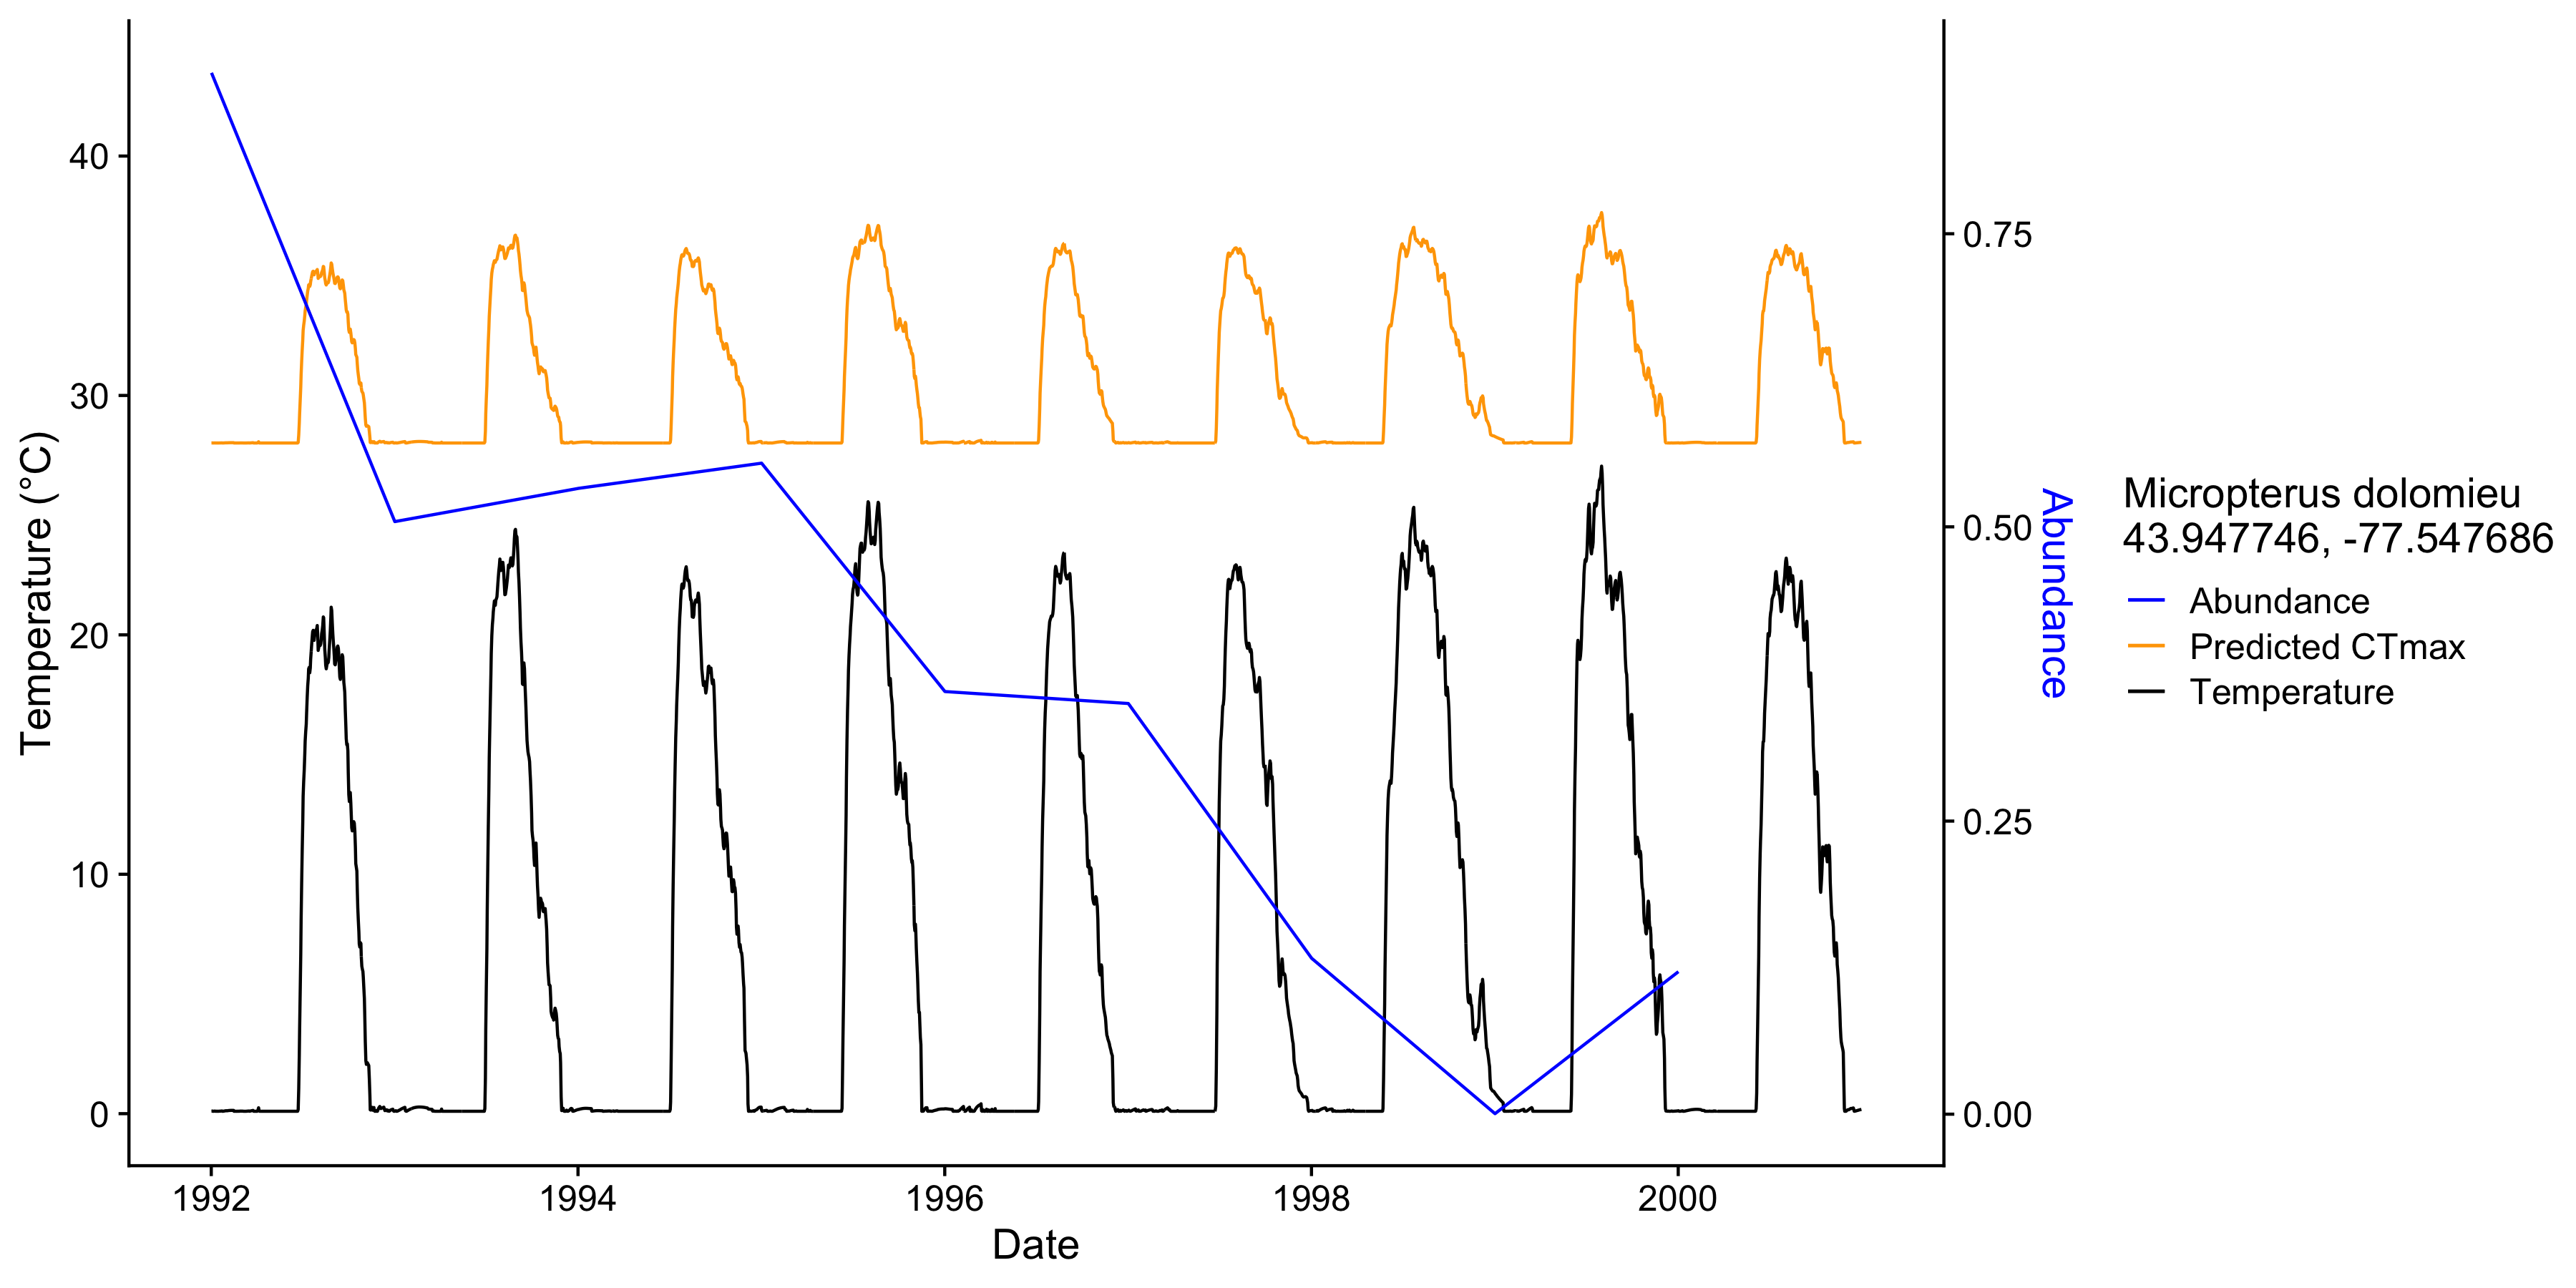 40
30
20
10
0
Temperature (°C)
1992
1994
1996
1998
2000
Date
0.75
0.50
0.25
0.00
Abundance
Micropterus dolomieu
43.947746, -77.547686
Abundance
Predicted CTmax
Temperature